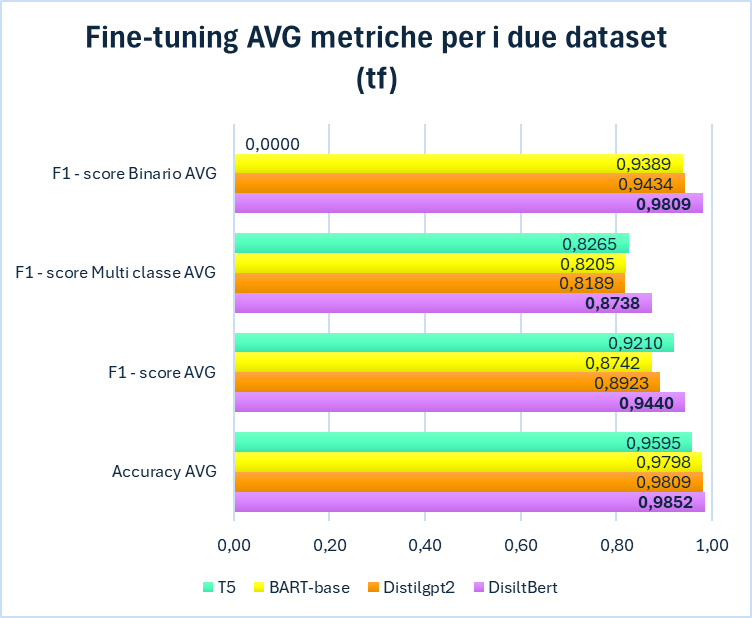 Fine-tuning AVG metriche per i due dataset
(tf)
0,0000
F1 - score Binario AVG
0,9389
0,9434
0,9809
0,8265
F1 - score Multi classe AVG
0,8205
0,8189
0,8738
0,9210
F1 - score AVG
0,8742
0,8923
0,9440
0,9595
Accuracy AVG
0,9798
0,9809
0,9852
0,00 0,20 0,40 0,60 0,80 1,00
T5 BART-base Distilgpt2 DisiltBert